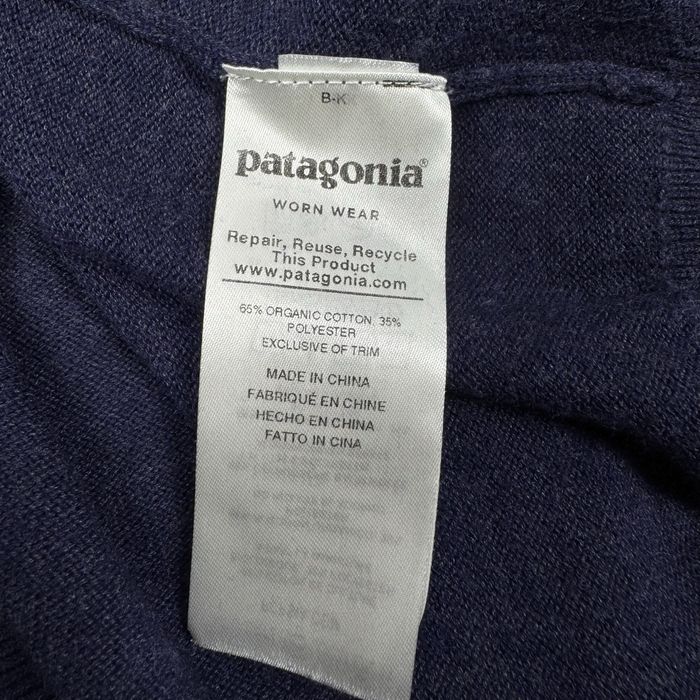 B-K
patagonia®
WORN WEAR
Repair, Reuse, Recycle
This Product
www.patagonia.com
65% ORGANIC COTTON 35%
POLYESTER
EXCLUSIVE OF TRIM
MADE IN CHINA
FABRIQUÉ EN CHINE
HECHO EN CHINA
FATTO IN CINA